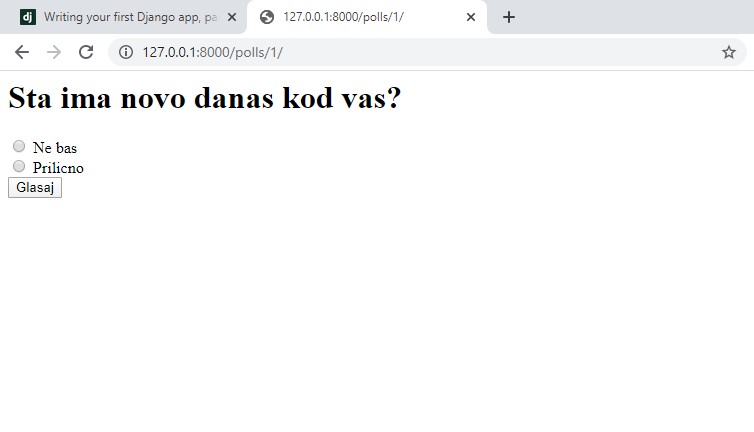 dj Writing your first Django app, pa
127.0.0.1:8000/polls/1/
127.0.0.1:8000/polls/1/
Sta ima novo danas kod vas?
Ne bas
Prilicno
Glasaj